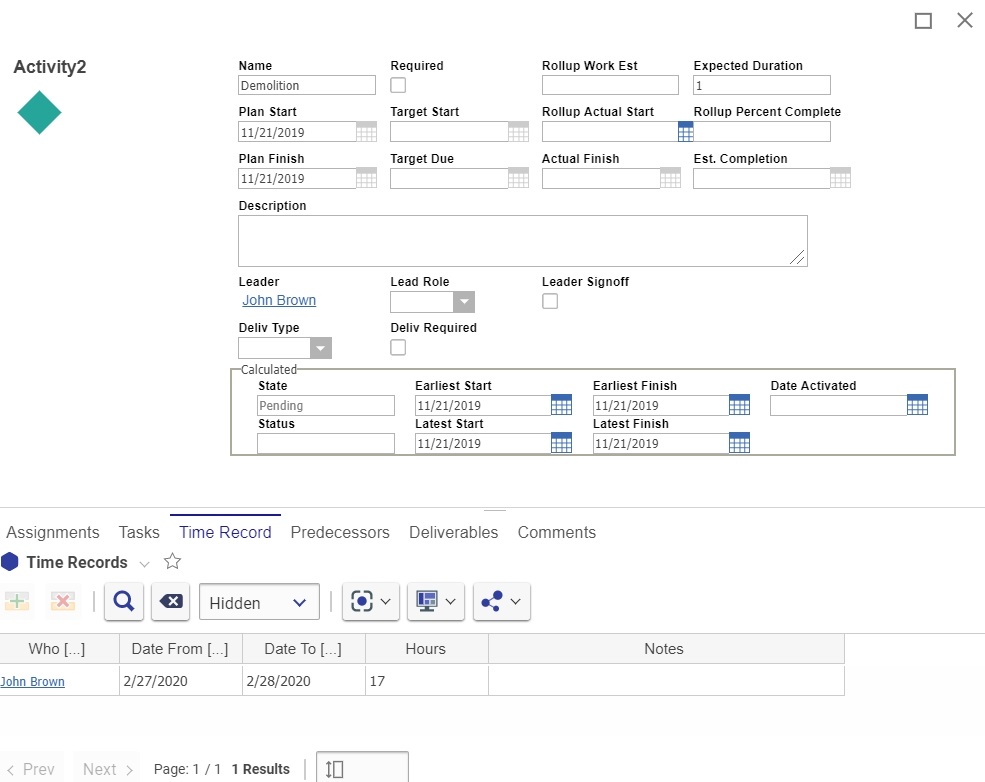 Activity2
Name Required Rollup Work Est Expected Duration
Demolition 1
Plan Start Target Start Rollup Actual Start Rollup Percent Complete
11/21/2019
Plan Finish Target Due Actual Finish Est. Completion
11/21/2019
Description
Leader Lead Role Leader Signoff
John Brown
Deliv Type Deliv Required
Calculated
State Earliest Start Earliest Finish Date Activated
Pending 11/21/2019 11/21/2019
Status Latest Start Latest Finish
11/21/2019 11/21/2019
Assignments Tasks Time Record Predecessors Deliverables Comments
Time Records
Hidden
Who [...] Date From [...] Date To [...] Hours Notes
John Brown 2/27/2020 2/28/2020 17
Prev Next Page: 1 / 1 1 Results